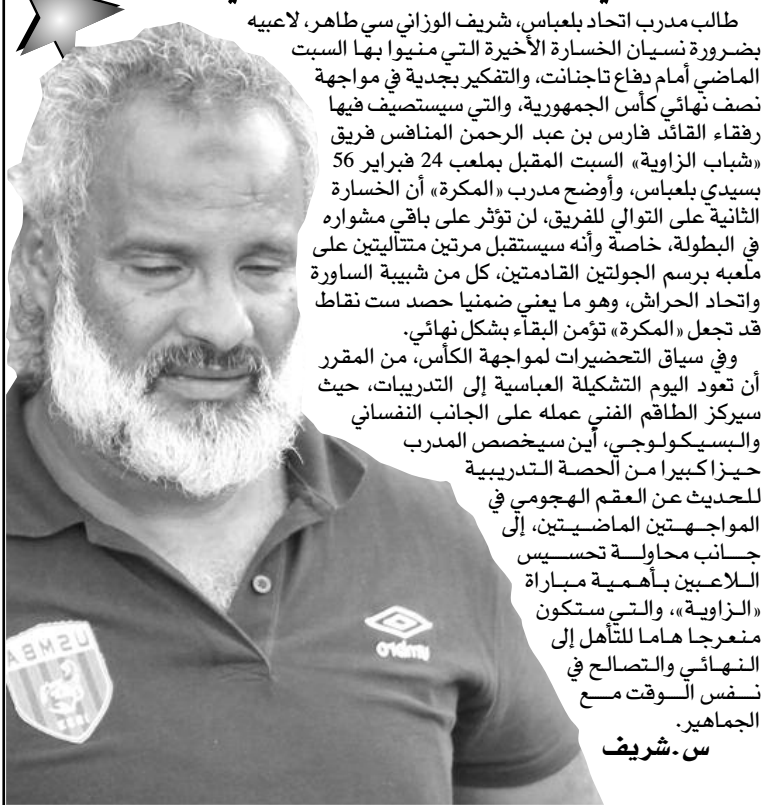 طالب مدرب اتحاد بلعباس، شريف الوزاني سي طاهر، لاعبيه
بضرورة نسيان الخسارة الأخيرة التي منيوا بها السبت
الماضي أمام دفاع تاجنانت، والتفكير بجدية في مواجهة
نصف نهائي كأس الجمهورية، والتي سيستصيف فيها
رفقاء القائد فارس بن عبد الرحمن المنافس فريق
«شباب الزاوية» السبت المقبل بملعب 24 فبراير 56
بسيدي بلعباس، وأوضح مدرب «المكرة» أن الخسارة
الثانية على التوالي للفريق، لن تؤثر على باقي مشواره
في البطولة، خاصة وأنه سيستقبل مرتين متتاليتين على
ملعبه برسم الجولتين القادمتين، كل من شبيبة الساورة
واتحاد الحراش، وهو ما يعني ضمنيا حصد ست نقاط
قد تجعل «المكرة» تؤمن البقاء بشكل نهائي.
وفي سياق التحضيرات لمواجهة الكأس، من المقرر
أن تعود اليوم التشكيلة العباسية إلى التدريبات، حيث
سيركز الطاقم الفني عمله على الجانب النفساني
والبسيكولوجي، أين سيخصص المدرب
حيزا كبيرا من الحصة التدريبية
للحديث عن العقم الهجومي في
المواجهتين الماضيتين، إلى
جانب محاولة تحسيس
اللاعبين بأهمية مباراة
«الزاوية»، والتي ستكون
منعرجا هاما للتأهل إلى
النهائي والتصالح في
نفس الوقت مع
الجماهير.
س.شريف
umbro
USMBA